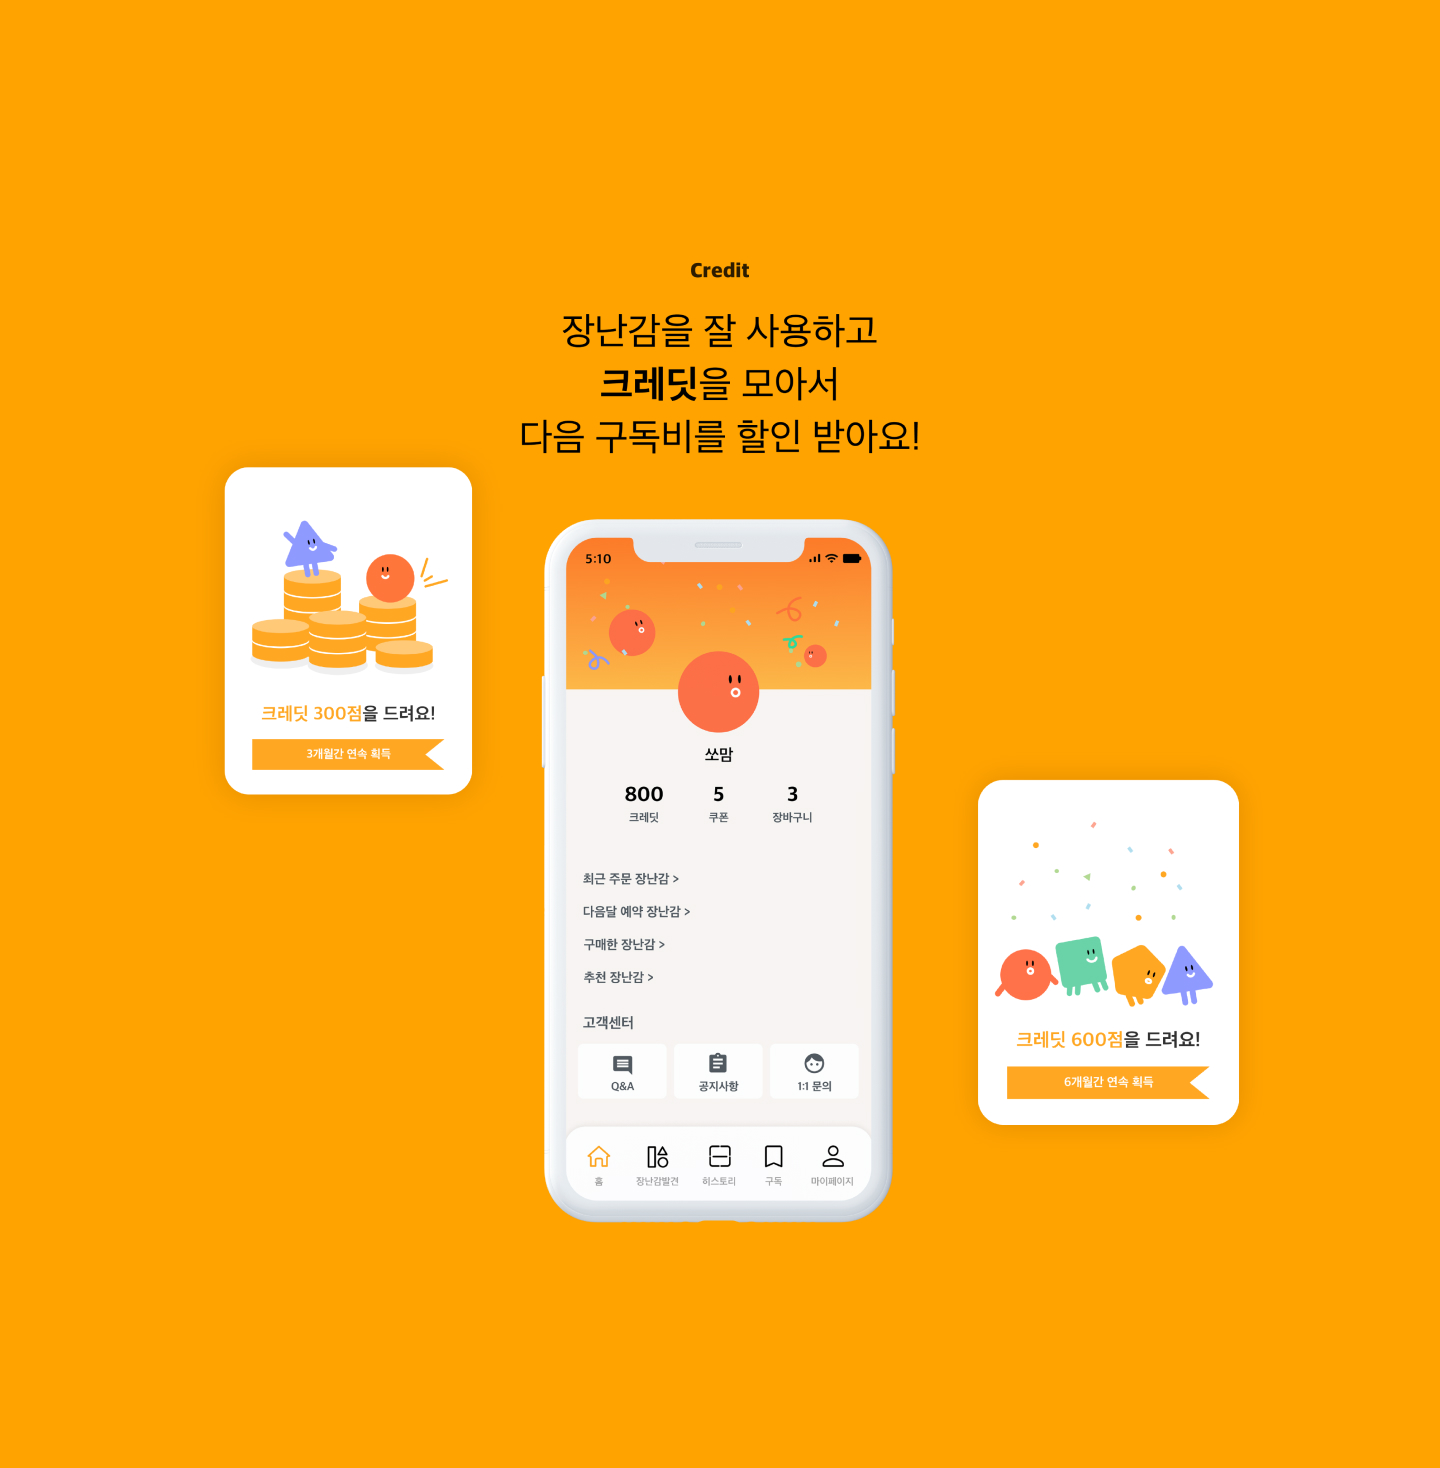 Credit
장난감을 잘 사용하고
크레딧을 모아서
다음 구독비를 할인 받아요!
크레딧 300점을 드려요!
3개월간 연속 획득
5:10
쏘맘
800 5 3
크레딧 쿠폰 장바구니
최근 주문 장난감 >
다음달 예약 장난감 >
구매한 장난감 >
추천 장난감 >
고객센터
Q&A 공지사항 1:1 문의
홈 장난감발견 히스토리 구독 마이페이지
크레딧 600점을 드려요!
6개월간 연속 획득